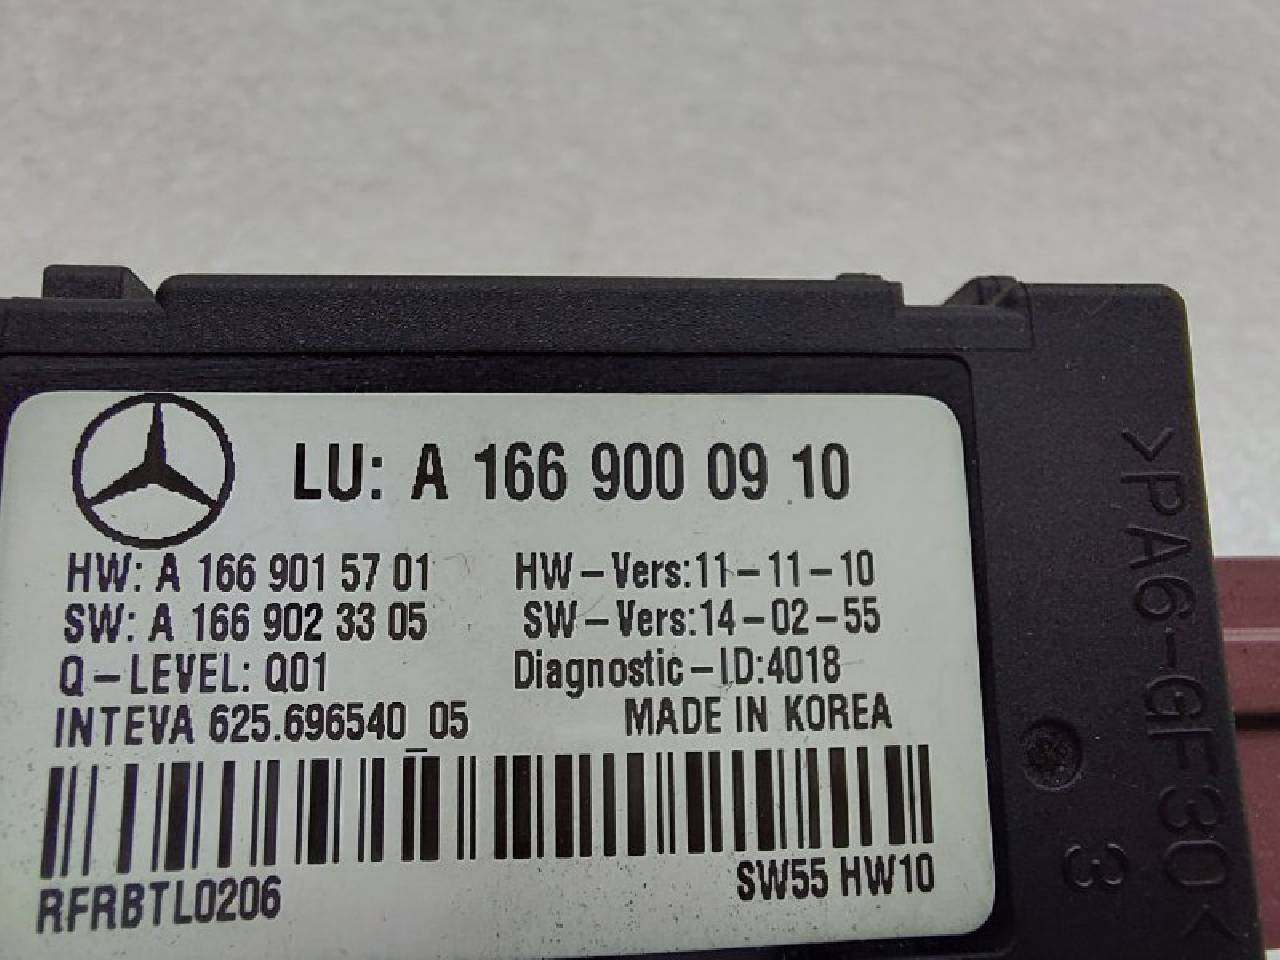 LU: A 166 900 09 10
HW: A 166 901 57 01 HW-Vers:11-11-10
SW: A 166 902 33 05 SW-Vers:14-02-55
Q-LEVEL: Q01 Diagnostic-ID:4018
INTEVA 625.696540_05 MADE IN KOREA
RFRBTL0206 SW55 HW10
>PA6-GF30<
3